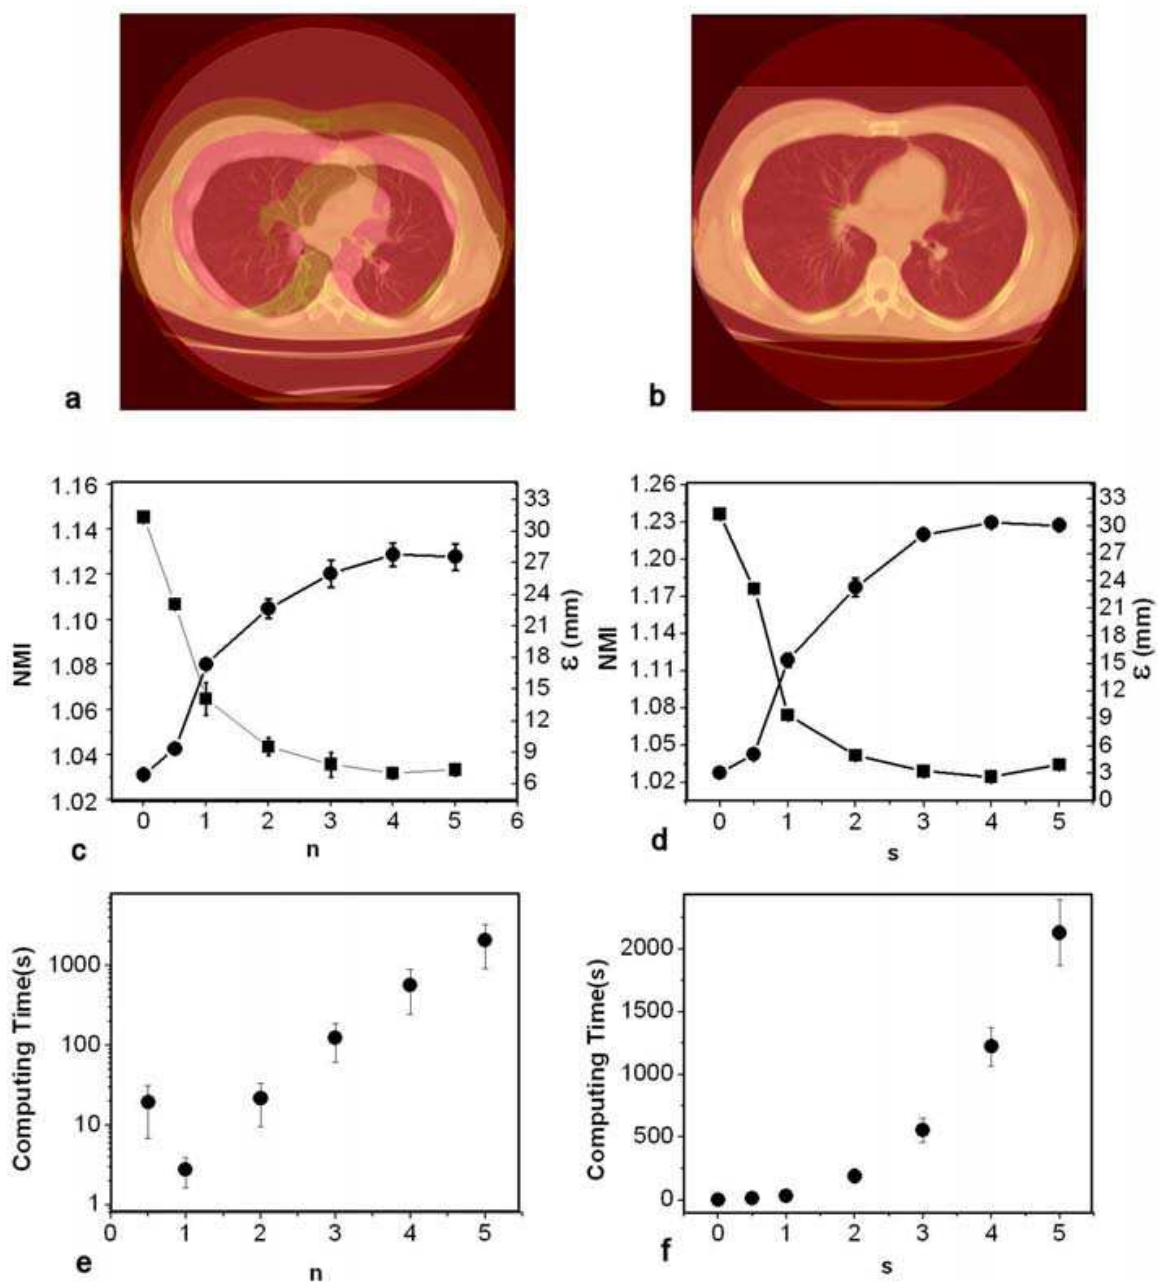 a
b
1.16
1.14
1.12
1.10
1.08
1.06
1.04
1.02
NMI
33
30
27
24
21
18
15
12
9
6
ε (mm)
0 1 2 3 4 5 6
n
c
1.26
1.23
1.20
1.17
1.14
1.11
1.08
1.05
1.02
NMI
33
30
27
24
21
18
15
12
9
6
3
0
ε (mm)
0 1 2 3 4 5
s
d
1000
100
10
1
Computing Time(s)
0 1 2 3 4 5
n
e
2000
1500
1000
500
0
Computing Time(s)
0 1 2 3 4 5
s
f